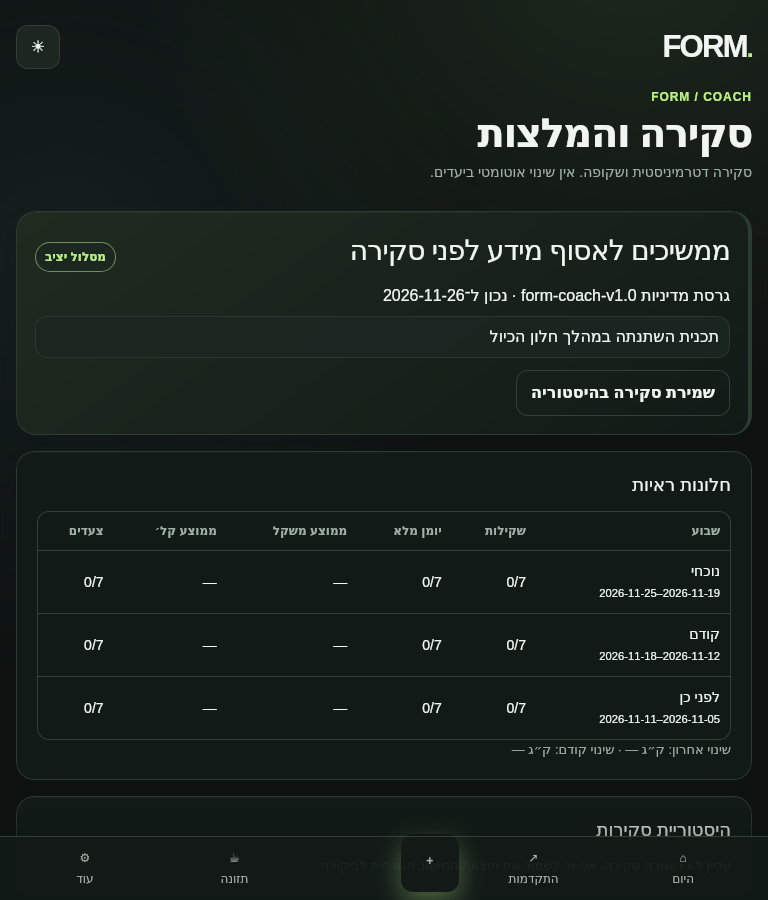 FORM.
☀
FORM / COACH
סקירה והמלצות
סקירה דטרמיניסטית ושקופה. אין שינוי אוטומטי ביעדים.
ממשיכים לאסוף מידע לפני סקירה
מסלול יציב
גרסת מדיניות form-coach-v1.0 · נכון ל־2026-11-26
תכנית השתנתה במהלך חלון הכיול
שמירת סקירה בהיסטוריה
חלונות ראיות
שבוע שקילות יומן מלא ממוצע משקל ממוצע קל׳ צעדים
נוכחי
2026-11-19–2026-11-25
0/7 0/7 — — 0/7
קודם
2026-11-12–2026-11-18
0/7 0/7 — — 0/7
לפני כן
2026-11-05–2026-11-11
0/7 0/7 — — 0/7
שינוי אחרון: ק״ג — · שינוי קודם: ק״ג —
היסטוריית סקירות
היום
התקדמות
+
תזונה
עוד